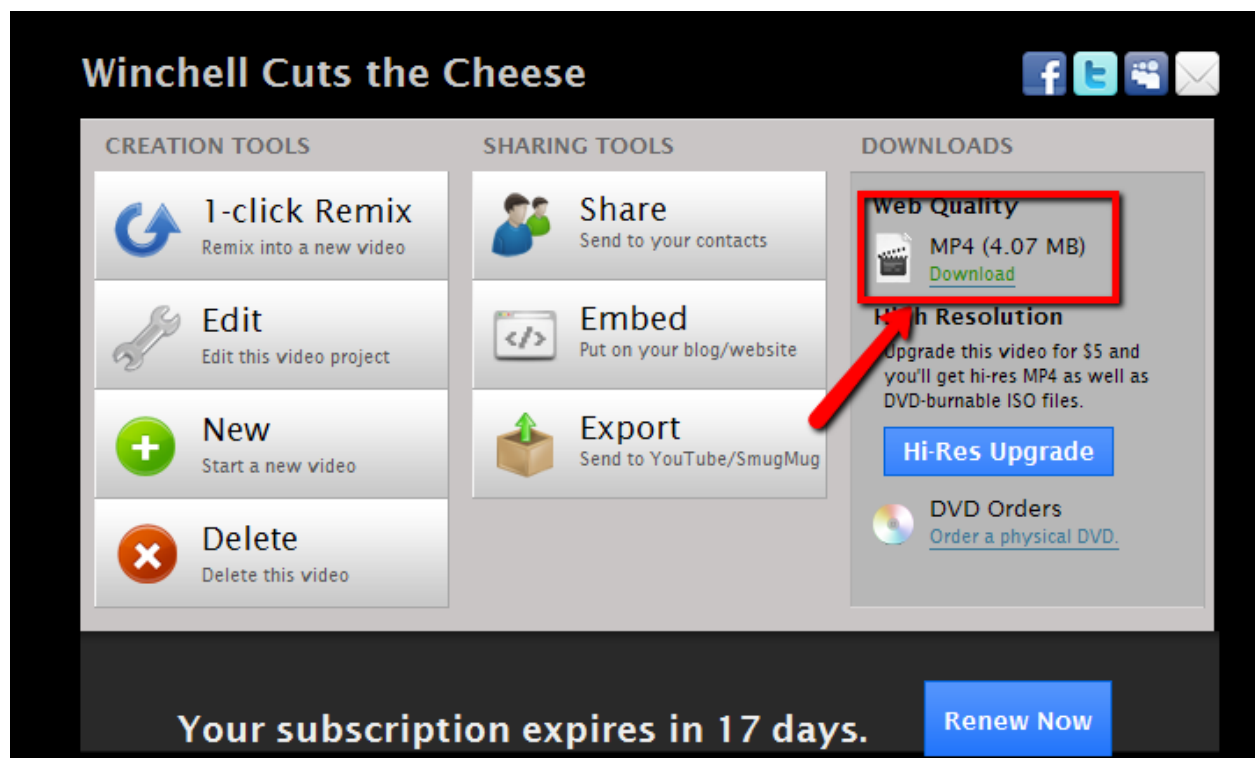 Winchell Cuts the Cheese
CREATION TOOLS
1-click Remix
Remix into a new video
Edit
Edit this video project
New
Start a new video
Delete
Delete this video
SHARING TOOLS
Share
Send to your contacts
</>
Embed
Put on your blog/website
Export
Send to YouTube/SmugMug
DOWNLOADS
Web Quality
MP4 (4.07 MB)
Download
High Resolution
Upgrade this video for $5 and
you'll get hi-res MP4 as well as
DVD-burnable ISO files.
Hi-Res Upgrade
DVD Orders
Order a physical DVD.
Your subscription expires in 17 days.
Renew Now